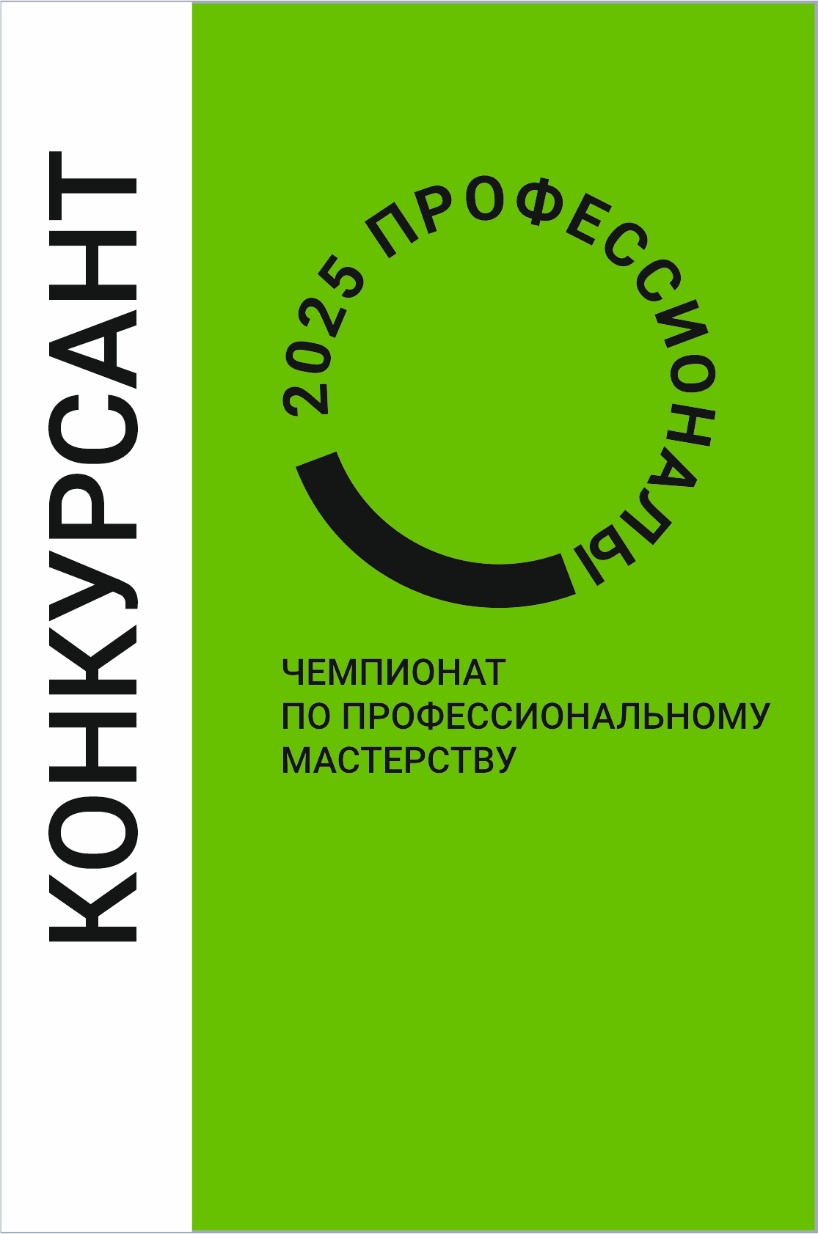 КОНКУРСАНТ
2025 ПРОФЕССИОНАЛЫ
ЧЕМПИОНАТ
ПО ПРОФЕССИОНАЛЬНОМУ
МАСТЕРСТВУ